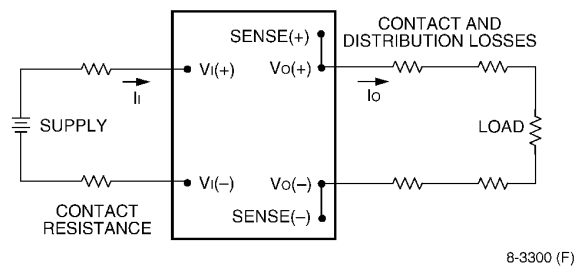 CONTACT AND
DISTRIBUTION LOSSES
SENSE(+)
VI(+)
VO(+)
II
IO
SUPPLY
LOAD
VI(–)
VO(–)
SENSE(–)
CONTACT
RESISTANCE
8-3300 (F)